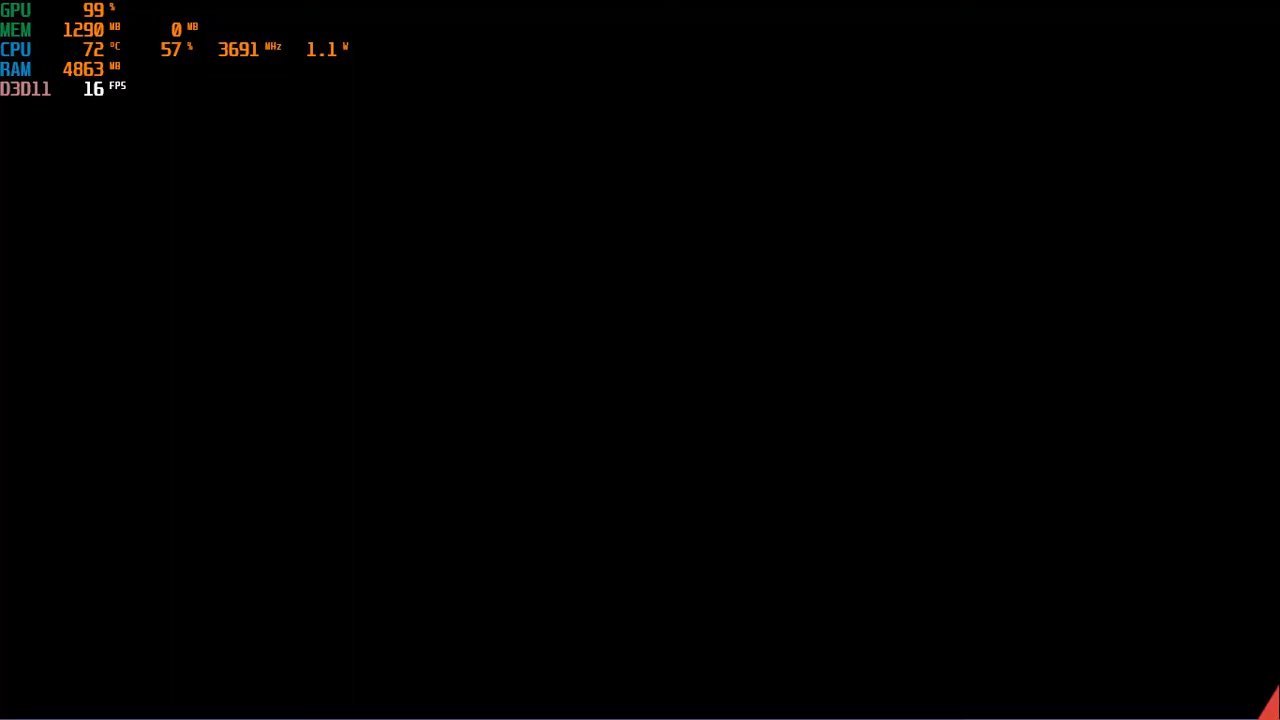 GPU 99 %
MEM 1290 MB 0 MB
CPU 72 °C 57 % 3691 MHz 1.1 W
RAM 4863 MB
D3D11 16 FPS